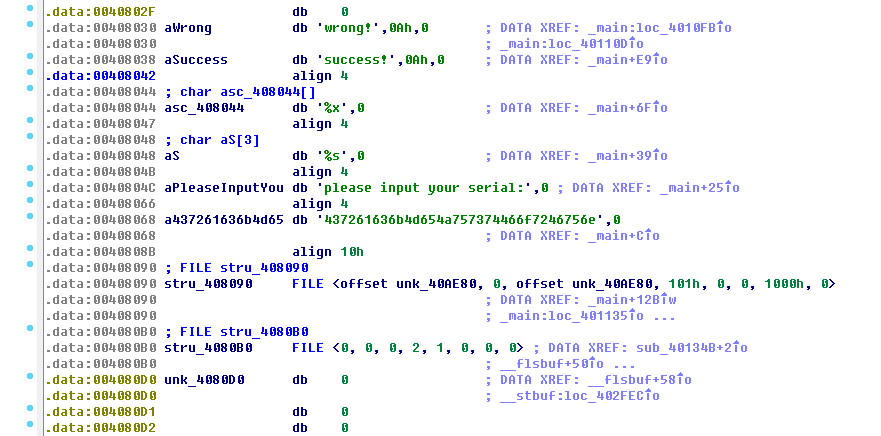 .data:0040802F                 db    0
.data:00408030 aWrong          db 'wrong!',0Ah,0       ; DATA XREF: _main:loc_4010FB↑o
.data:00408030                                         ; _main:loc_40110D↑o
.data:00408038 aSuccess        db 'success!',0Ah,0     ; DATA XREF: _main+E9↑o
.data:00408042                 align 4
.data:00408044 ; char asc_408044[]
.data:00408044 asc_408044      db '%x',0               ; DATA XREF: _main+6F↑o
.data:00408047                 align 4
.data:00408048 ; char aS[3]
.data:00408048 aS              db '%s',0               ; DATA XREF: _main+39↑o
.data:0040804B                 align 4
.data:0040804C aPleaseInputYou db 'please input your serial:',0 ; DATA XREF: _main+25↑o
.data:00408066                 align 4
.data:00408068 a437261636b4d65 db '437261636b4d654a757374466f7246756e',0
.data:00408068                                         ; DATA XREF: _main+C↑o
.data:0040808B                 align 10h
.data:00408090 ; FILE stru_408090
.data:00408090 stru_408090     FILE <offset unk_40AE80, 0, offset unk_40AE80, 101h, 0, 0, 1000h, 0>
.data:00408090                                         ; DATA XREF: _main+12B↑w
.data:00408090                                         ; _main:loc_401135↑o ...
.data:004080B0 ; FILE stru_4080B0
.data:004080B0 stru_4080B0     FILE <0, 0, 0, 2, 1, 0, 0, 0> ; DATA XREF: sub_40134B+2↑o
.data:004080B0                                         ; __flsbuf+50↑o ...
.data:004080D0 unk_4080D0      db    0                 ; DATA XREF: __flsbuf+58↑o
.data:004080D0                                         ; __stbuf:loc_402FEC↑o
.data:004080D1                 db    0
.data:004080D2                 db    0